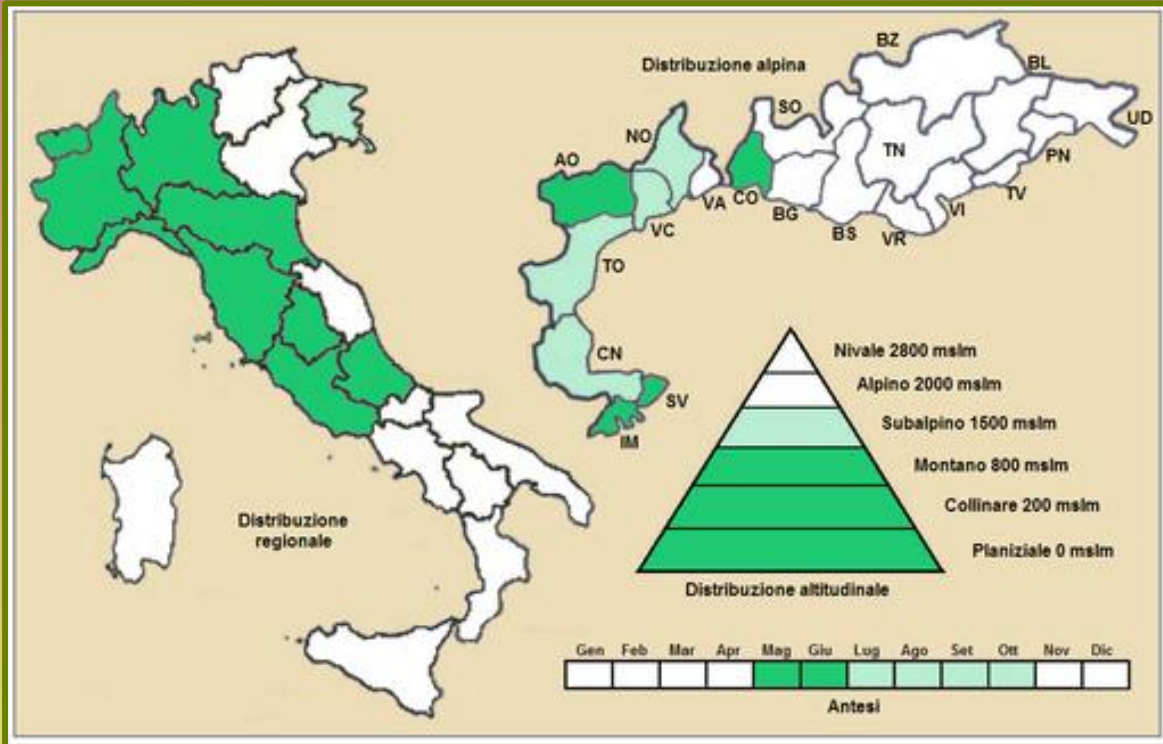 Distribuzione alpina
BZ
BL
SO
UD
NO
TN
PN
AO
VA
CO
BG
TV
VI
VC
BS
VR
TO
CN
SV
IM
Nivale 2800 mslm
Alpino 2000 mslm
Subalpino 1500 mslm
Montano 800 mslm
Collinare 200 mslm
Planiziale 0 mslm
Distribuzione altitudinale
Distribuzione
regionale
Gen Feb Mar Apr Mag Giu Lug Ago Set Ott Nov Dic
Antesi